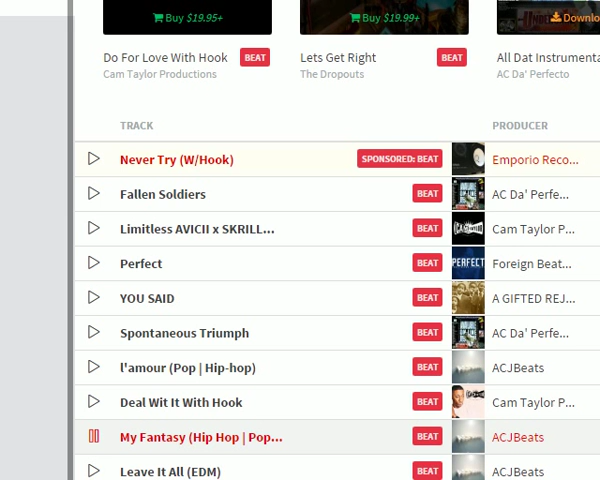 Buy $19.95+
Buy $19.99+
Downlo
Do For Love With Hook BEAT
Cam Taylor Productions
Lets Get Right BEAT
The Dropouts
All Dat Instrumenta
AC Da' Perfecto
TRACK PRODUCER
Never Try (W/Hook) SPONSORED: BEAT Emporio Reco...
Fallen Soldiers BEAT AC Da' Perfe...
Limitless AVICII x SKRILL... BEAT Cam Taylor P...
Perfect BEAT PERFECT Foreign Beat...
YOU SAID BEAT A GIFTED REJ...
Spontaneous Triumph BEAT AC Da' Perfe...
l'amour (Pop | Hip-hop) BEAT ACJBeats
Deal Wit It With Hook BEAT Cam Taylor P...
My Fantasy (Hip Hop | Pop... BEAT ACJBeats
Leave It All (EDM) BEAT ACJBeats